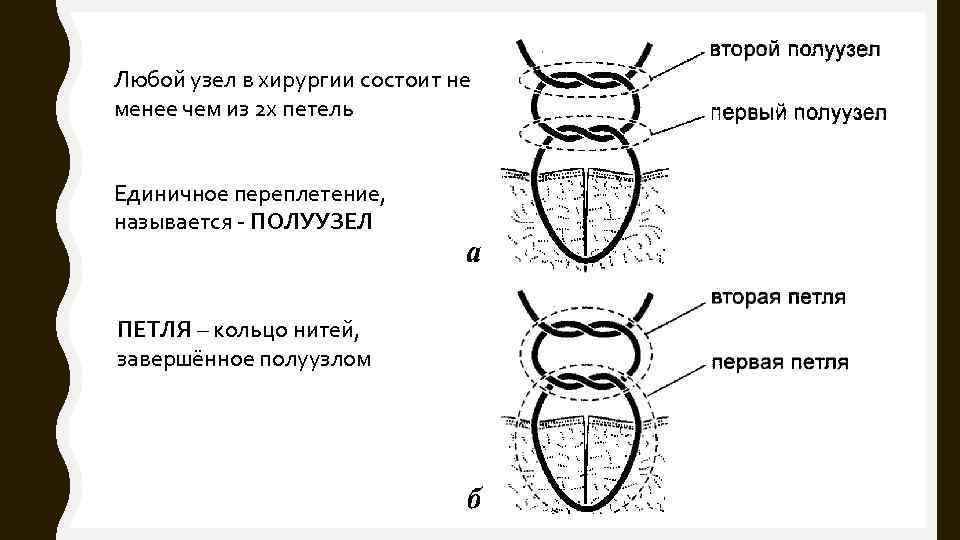 Любой узел в хирургии состоит не
менее чем из 2х петель
Единичное переплетение,
называется - ПОЛУУЗЕЛ
ПЕТЛЯ – кольцо нитей,
завершённое полуузлом
второй полуузел
первый полуузел
а
вторая петля
первая петля
б